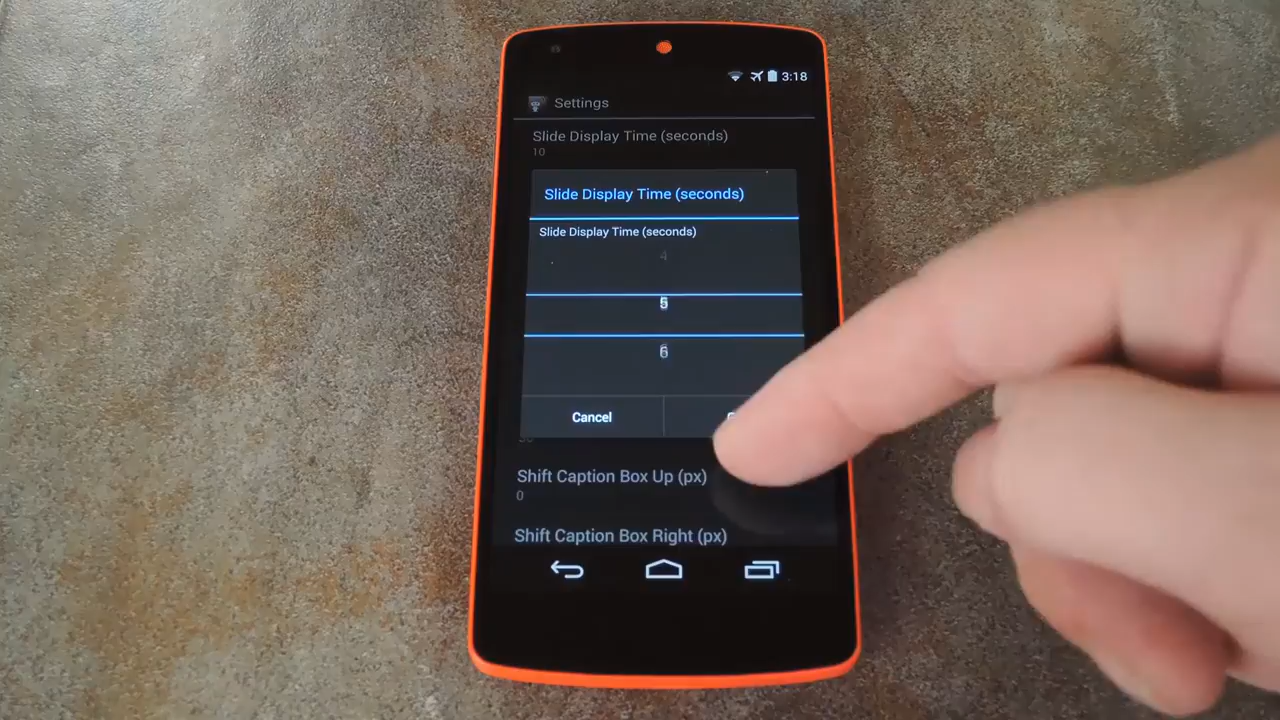 3:18
Settings
Slide Display Time (seconds)
10
Slide Display Time (seconds)
Slide Display Time (seconds)
4
5
6
Cancel
Shift Caption Box Up (px)
0
Shift Caption Box Right (px)